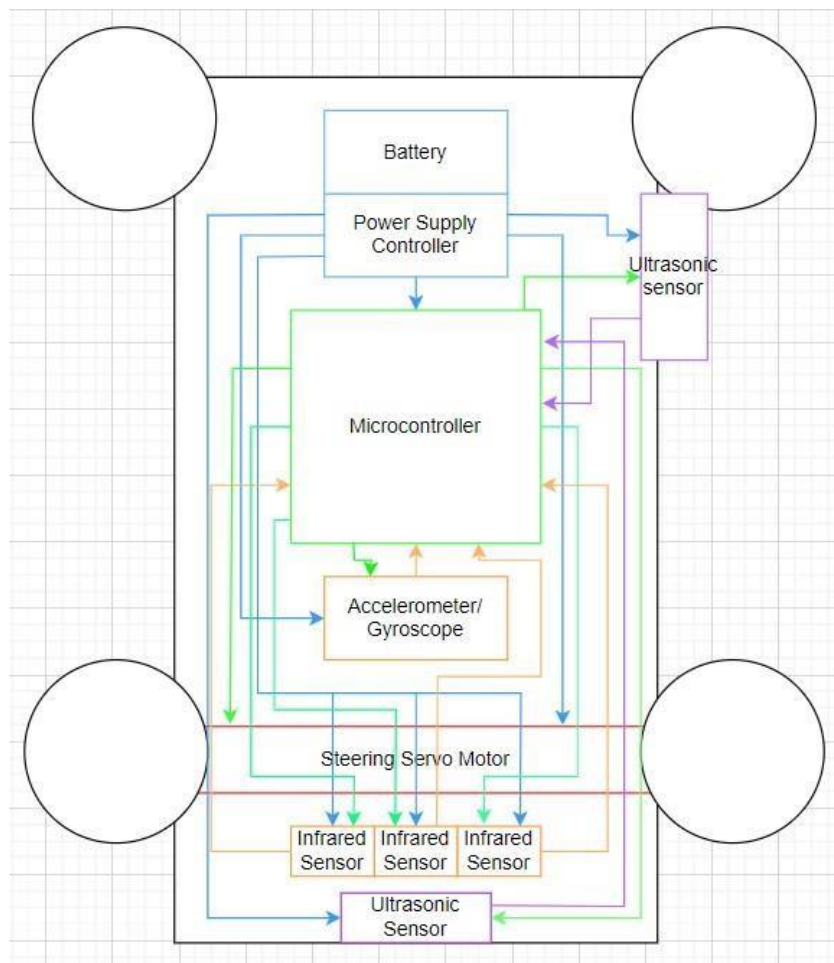 Battery
Power Supply
Controller
Ultrasonic
sensor
Microcontroller
Accelerometer/
Gyroscope
Steering Servo Motor
Infrared
Sensor
Infrared
Sensor
Infrared
Sensor
Ultrasonic
Sensor